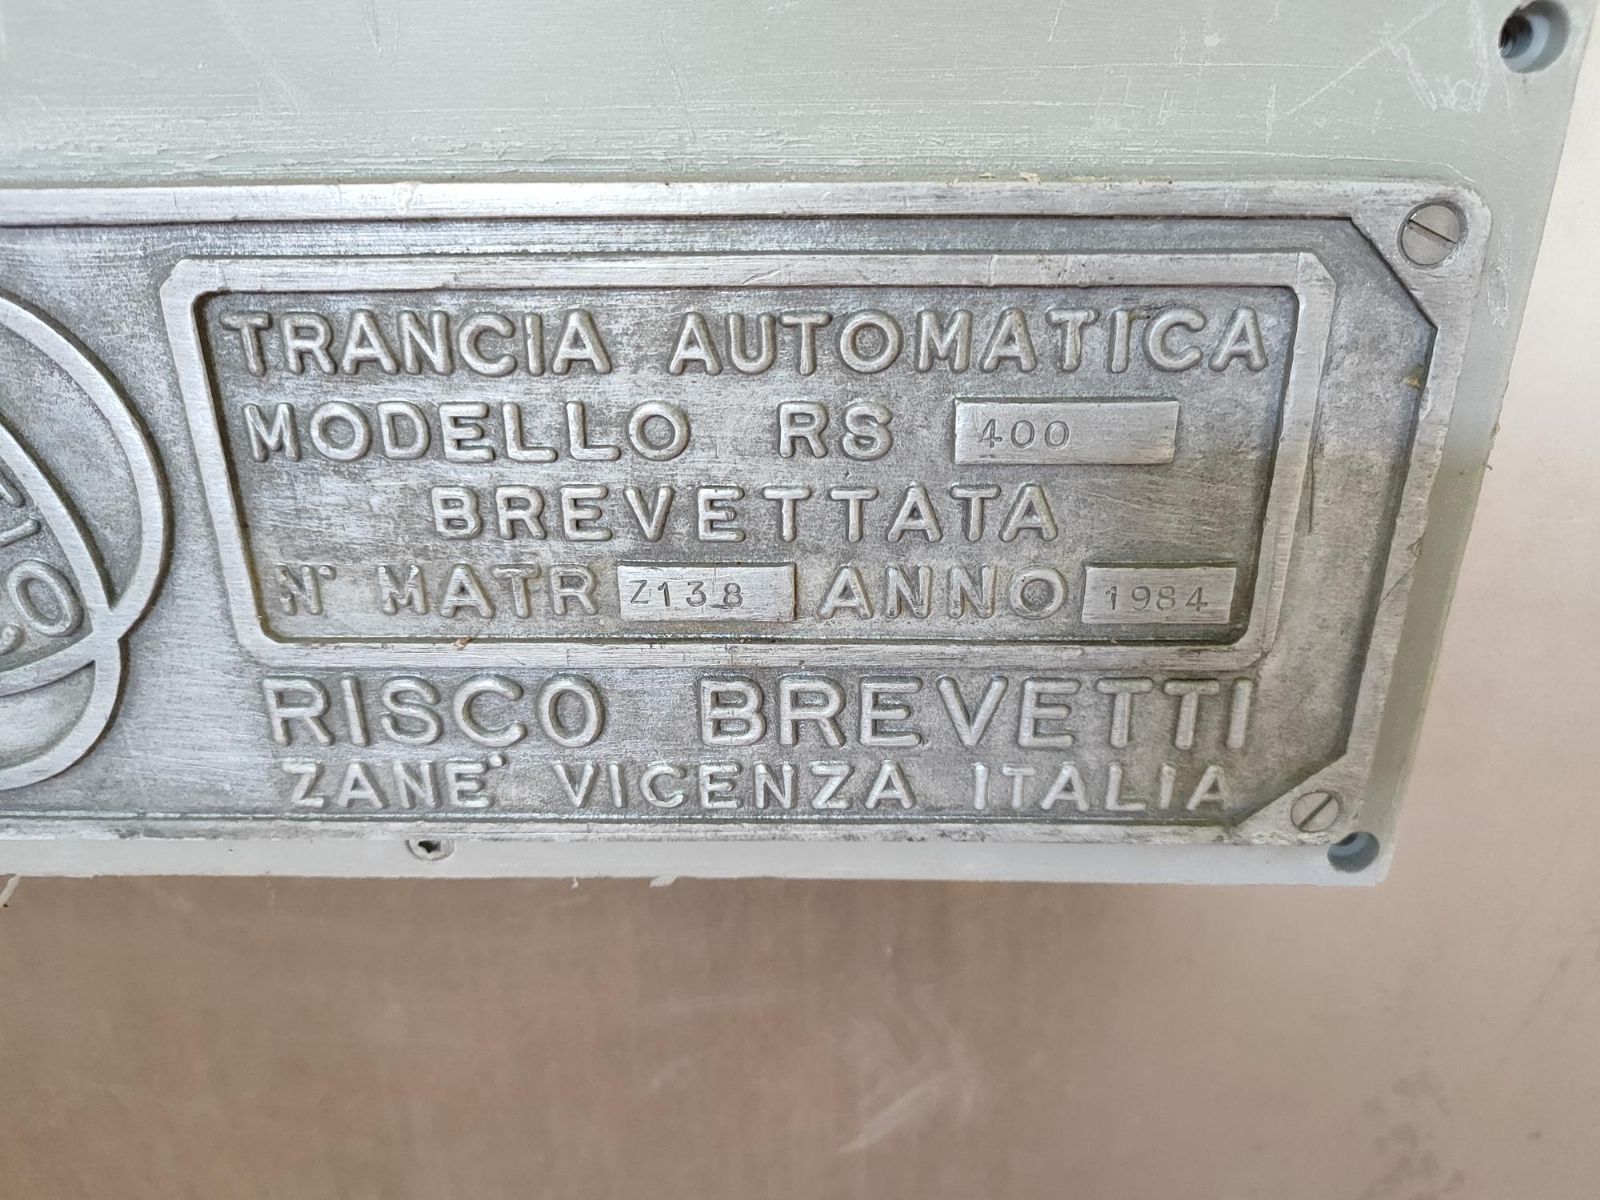 TRANCIA AUTOMATICA
MODELLO RS 400
BREVETTATA
N° MATR Z138 ANNO 1984
RISCO BREVETTI
ZANE' VICENZA ITALIA